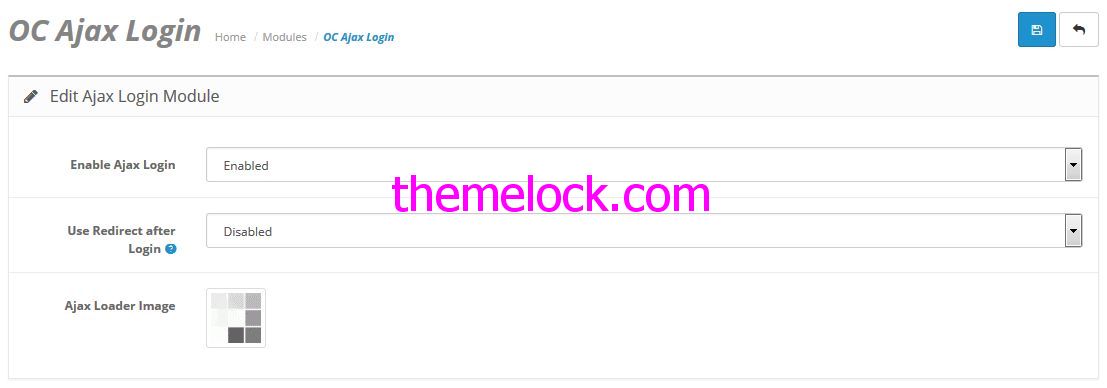 OC Ajax Login
Home / Modules / OC Ajax Login
Edit Ajax Login Module
Enable Ajax Login
Enabled
themelock.com
Use Redirect after
Login ?
Disabled
Ajax Loader Image